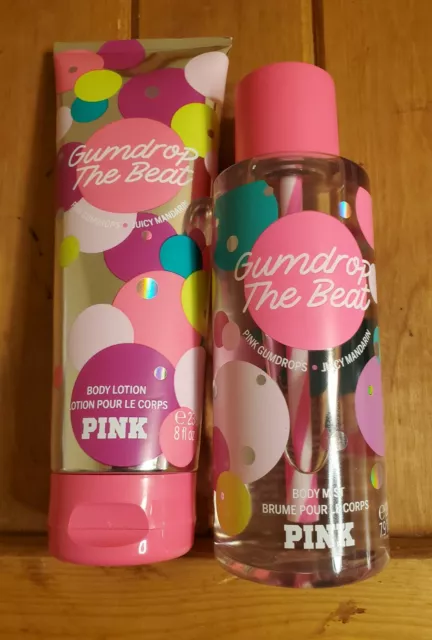 Gumdrop
The Beat
GUMDROPS • JUICY MANDARIN
BODY LOTION
LOTION POUR LE CORPS
PINK
8 fl oz
Gumdrop
The Beat
PINK GUMDROPS • JUICY MANDARIN
BODY MIST
BRUME POUR LE CORPS
PINK